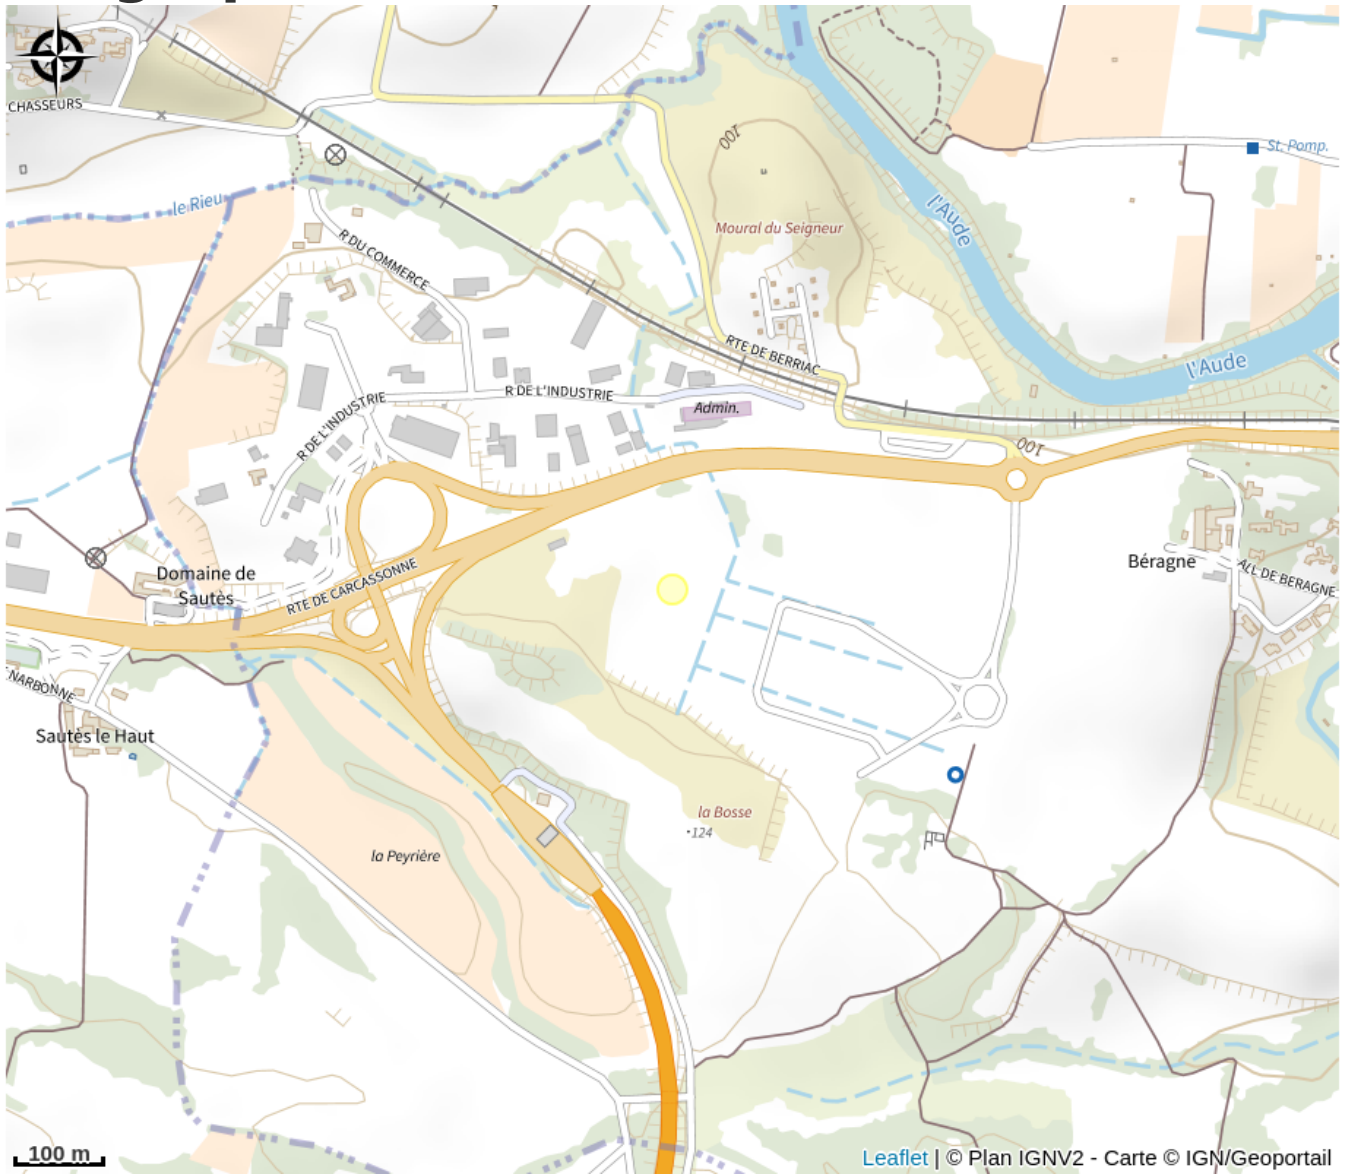 CHASSEURS
St. Pomp.
100
le Rieu
l'Aude
Moural du Seigneur
R DU COMMERCE
RTE DE BERRIAC
l'Aude
R DE L'INDUSTRIE
R DE L'INDUSTRIE
Admin.
100
Domaine de
Sautès
RTE DE CARCASSONNE
Béragne
ALL DE BERAGNE
NARBONNE
Sautès le Haut
la Bosse
124
la Peyrière
100 m
Leaflet | © Plan IGNV2 - Carte © IGN/Geoportail